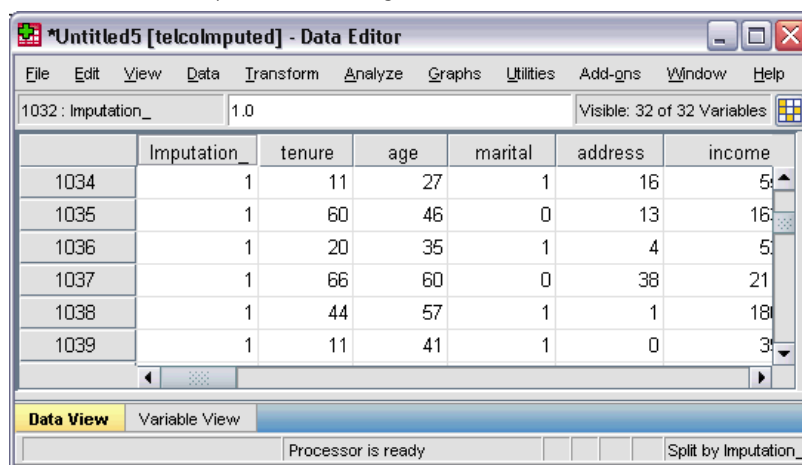 *Untitled5 [telcoImputed] - Data Editor
File Edit View Data Transform Analyze Graphs Utilities Add-ons Window Help
1032 : Imputation_ 1.0 Visible: 32 of 32 Variables
Imputation_ tenure age marital address income
1034 1 11 27 1 16
1035 1 60 46 0 13
1036 1 20 35 1 4
1037 1 66 60 0 38 21
1038 1 44 57 1 1
1039 1 11 41 1 0
Data View Variable View
Processor is ready Split by Imputation_